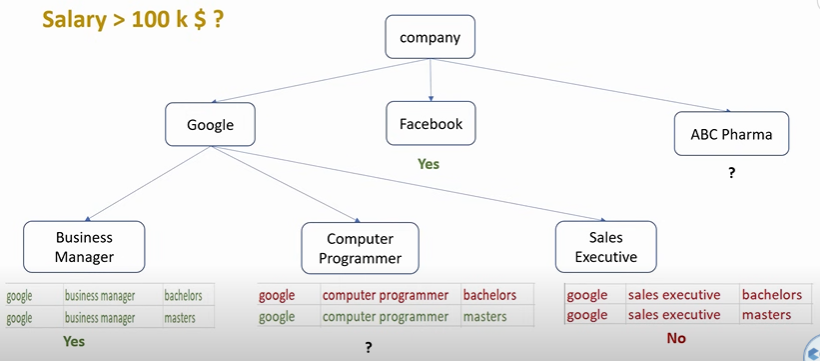 Salary > 100 k $ ?
company
Google
Facebook
ABC Pharma
Yes
?
Business
Manager
Computer
Programmer
Sales
Executive
google business manager bachelors
google business manager masters
Yes
google computer programmer bachelors
google computer programmer masters
?
google sales executive bachelors
google sales executive masters
No